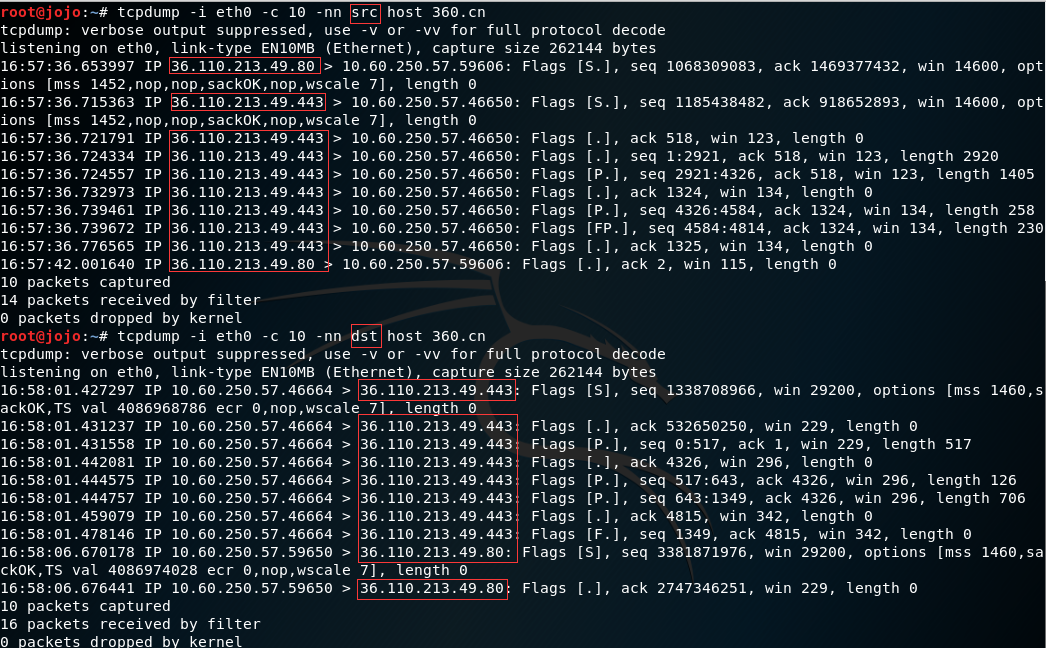 root@jojo:~# tcpdump -i eth0 -c 10 -nn src host 360.cn
tcpdump: verbose output suppressed, use -v or -vv for full protocol decode
listening on eth0, link-type EN10MB (Ethernet), capture size 262144 bytes
16:57:36.653997 IP 36.110.213.49.80 > 10.60.250.57.59606: Flags [S.], seq 1068309083, ack 1469377432, win 14600, opt
ions [mss 1452,nop,nop,sackOK,nop,wscale 7], length 0
16:57:36.715363 IP 36.110.213.49.443 > 10.60.250.57.46650: Flags [S.], seq 1185438482, ack 918652893, win 14600, opt
ions [mss 1452,nop,nop,sackOK,nop,wscale 7], length 0
16:57:36.721791 IP 36.110.213.49.443 > 10.60.250.57.46650: Flags [.], ack 518, win 123, length 0
16:57:36.724334 IP 36.110.213.49.443 > 10.60.250.57.46650: Flags [.], seq 1:2921, ack 518, win 123, length 2920
16:57:36.724557 IP 36.110.213.49.443 > 10.60.250.57.46650: Flags [P.], seq 2921:4326, ack 518, win 123, length 1405
16:57:36.732973 IP 36.110.213.49.443 > 10.60.250.57.46650: Flags [.], ack 1324, win 134, length 0
16:57:36.739461 IP 36.110.213.49.443 > 10.60.250.57.46650: Flags [P.], seq 4326:4584, ack 1324, win 134, length 258
16:57:36.739672 IP 36.110.213.49.443 > 10.60.250.57.46650: Flags [FP.], seq 4584:4814, ack 1324, win 134, length 230
16:57:36.776565 IP 36.110.213.49.443 > 10.60.250.57.46650: Flags [.], ack 1325, win 134, length 0
16:57:42.001640 IP 36.110.213.49.80 > 10.60.250.57.59606: Flags [.], ack 2, win 115, length 0
10 packets captured
14 packets received by filter
0 packets dropped by kernel
root@jojo:~# tcpdump -i eth0 -c 10 -nn dst host 360.cn
tcpdump: verbose output suppressed, use -v or -vv for full protocol decode
listening on eth0, link-type EN10MB (Ethernet), capture size 262144 bytes
16:58:01.427297 IP 10.60.250.57.46664 > 36.110.213.49.443: Flags [S], seq 1338708966, win 29200, options [mss 1460,s
ackOK,TS val 4086968786 ecr 0,nop,wscale 7], length 0
16:58:01.431237 IP 10.60.250.57.46664 > 36.110.213.49.443: Flags [.], ack 532650250, win 229, length 0
16:58:01.431558 IP 10.60.250.57.46664 > 36.110.213.49.443: Flags [P.], seq 0:517, ack 1, win 229, length 517
16:58:01.442081 IP 10.60.250.57.46664 > 36.110.213.49.443: Flags [.], ack 4326, win 296, length 0
16:58:01.444575 IP 10.60.250.57.46664 > 36.110.213.49.443: Flags [P.], seq 517:643, ack 4326, win 296, length 126
16:58:01.444757 IP 10.60.250.57.46664 > 36.110.213.49.443: Flags [P.], seq 643:1349, ack 4326, win 296, length 706
16:58:01.459079 IP 10.60.250.57.46664 > 36.110.213.49.443: Flags [.], ack 4815, win 342, length 0
16:58:01.478146 IP 10.60.250.57.46664 > 36.110.213.49.443: Flags [F.], seq 1349, ack 4815, win 342, length 0
16:58:06.670178 IP 10.60.250.57.59650 > 36.110.213.49.80: Flags [S], seq 3381871976, win 29200, options [mss 1460,sa
ckOK,TS val 4086974028 ecr 0,nop,wscale 7], length 0
16:58:06.676441 IP 10.60.250.57.59650 > 36.110.213.49.80: Flags [.], ack 2747346251, win 229, length 0
10 packets captured
16 packets received by filter
0 packets dropped by kernel